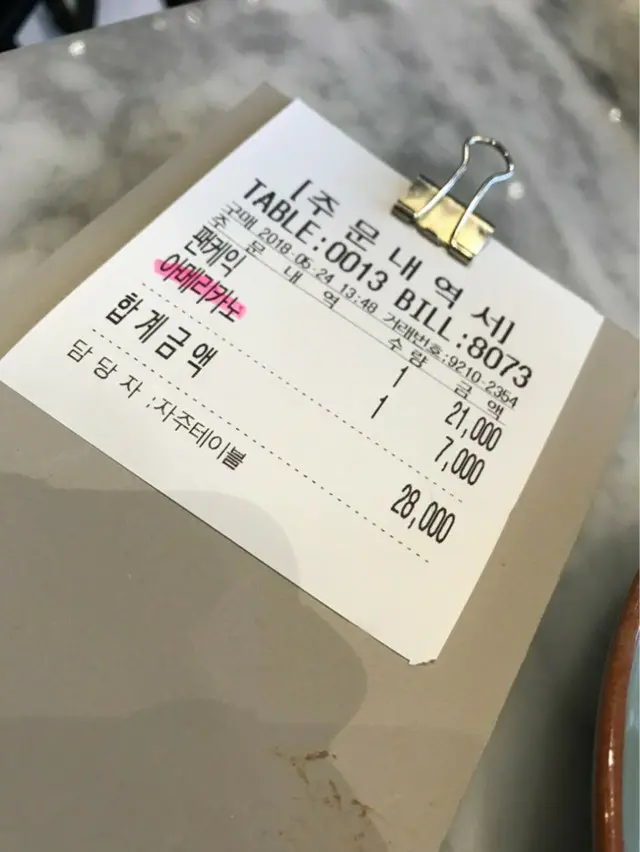 [주 문 내 역 서]
TABLE:0013 BILL:8073
구매 2018-05-24 13:48 거래번호:9210-2354
주 문 내 역 수 량 금 액
팬케익 1 21,000
아메리카노 1 7,000
합계금액 28,000
담 당 자 :자주테이블